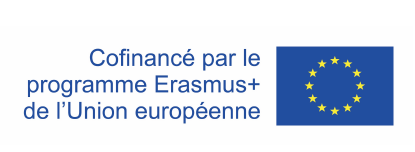 Cofinancé par le
programme Erasmus+
de l’Union européenne